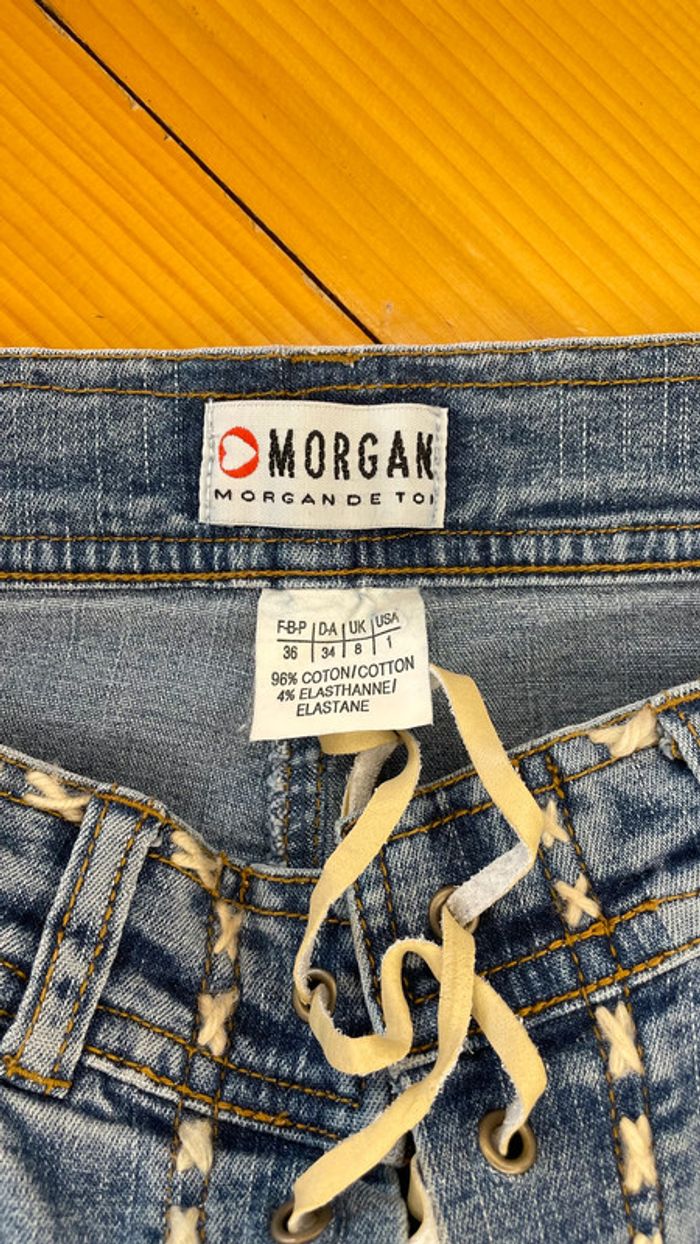 MORGAN
MORGAN DE TOI
F-B-P D-A UK USA
36 34 8 1
96% COTON/COTTON
4% ELASTHANNE/
ELASTANE